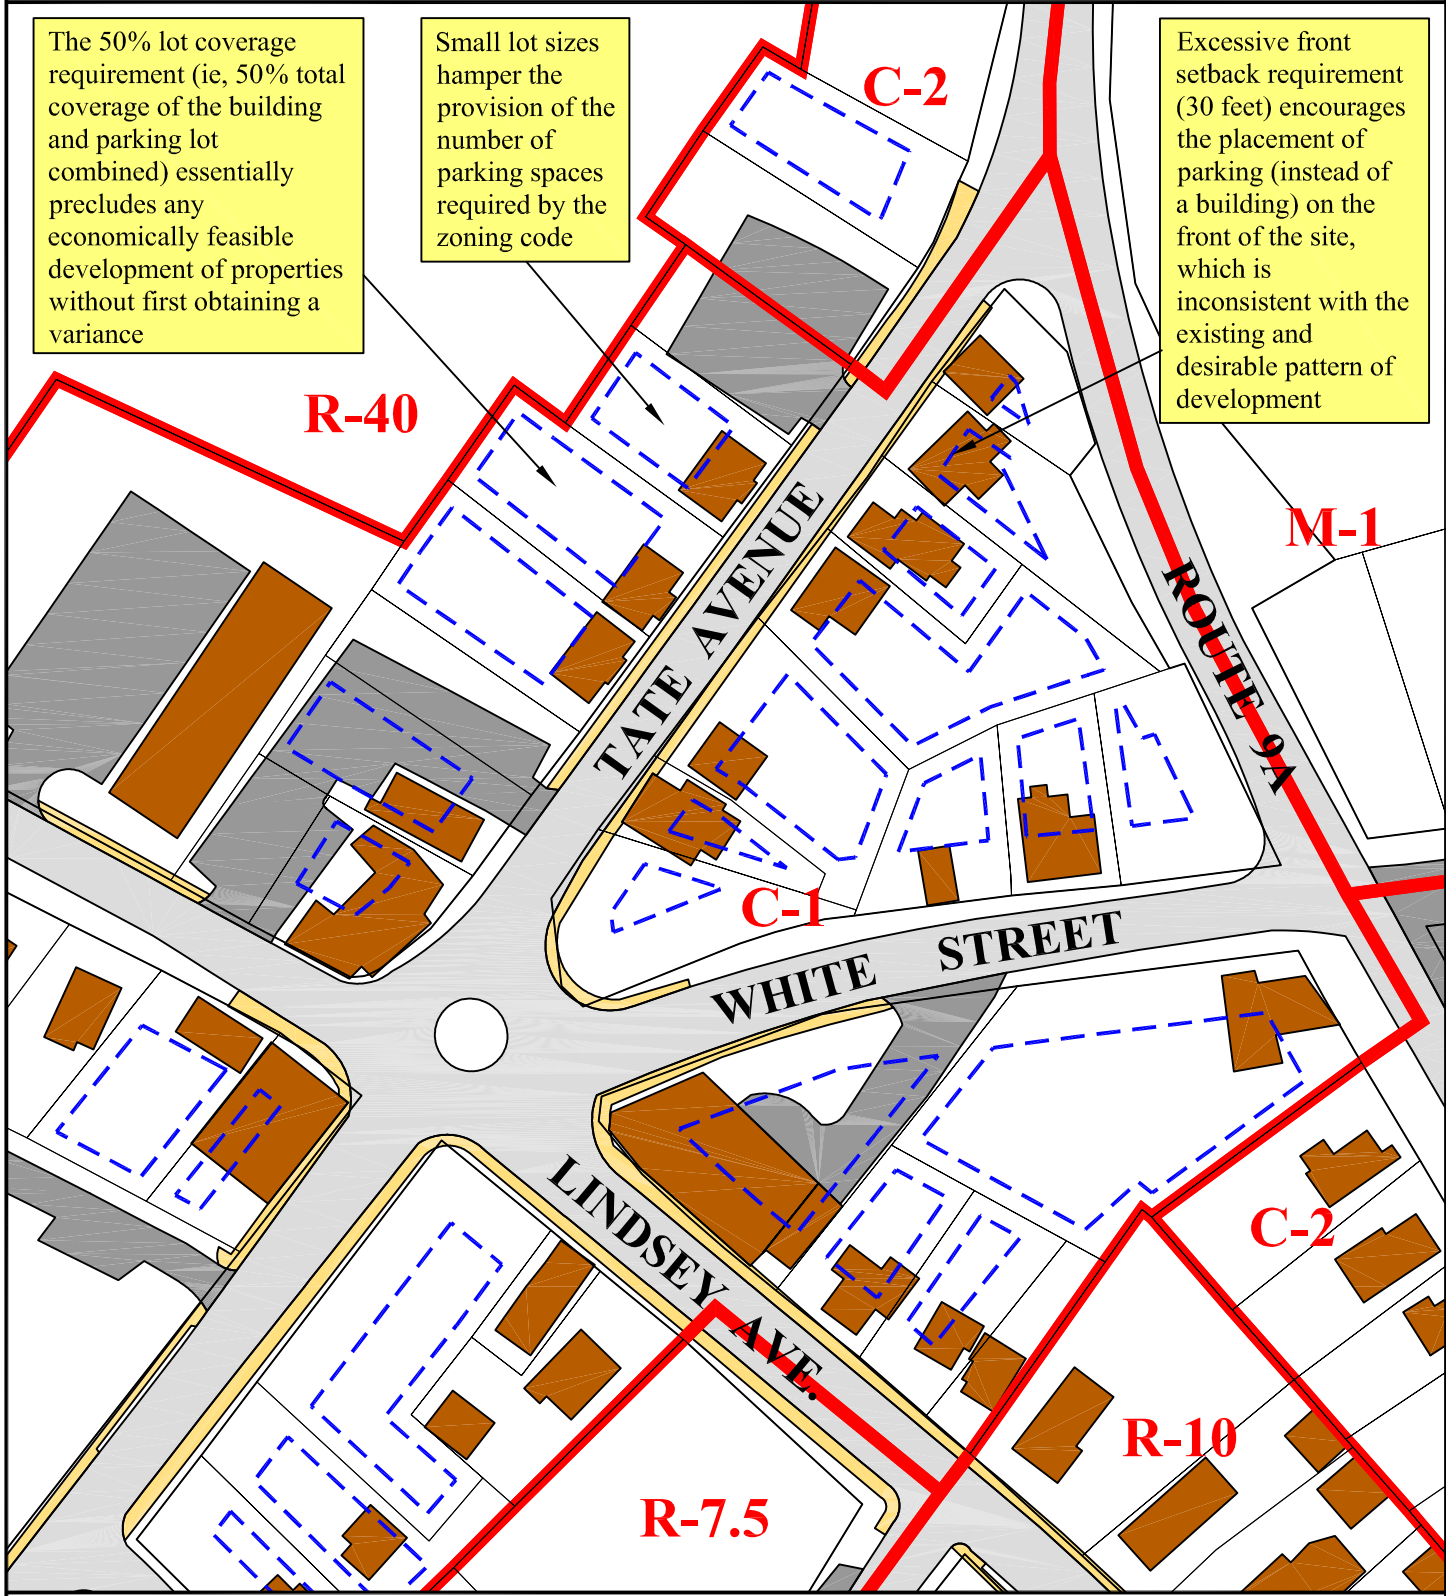 The 50% lot coverage
requirement (ie, 50% total
coverage of the building
and parking lot
combined) essentially
precludes any
economically feasible
development of properties
without first obtaining a
variance
Small lot sizes
hamper the
provision of the
number of
parking spaces
required by the
zoning code
Excessive front
setback requirement
(30 feet) encourages
the placement of
parking (instead of
a building) on the
front of the site,
which is
inconsistent with the
existing and
desirable pattern of
development
C-2
R-40
M-1
TATE AVENUE
ROUTE 9A
C-1
WHITE STREET
LINDSEY AVE.
C-2
R-10
R-7.5